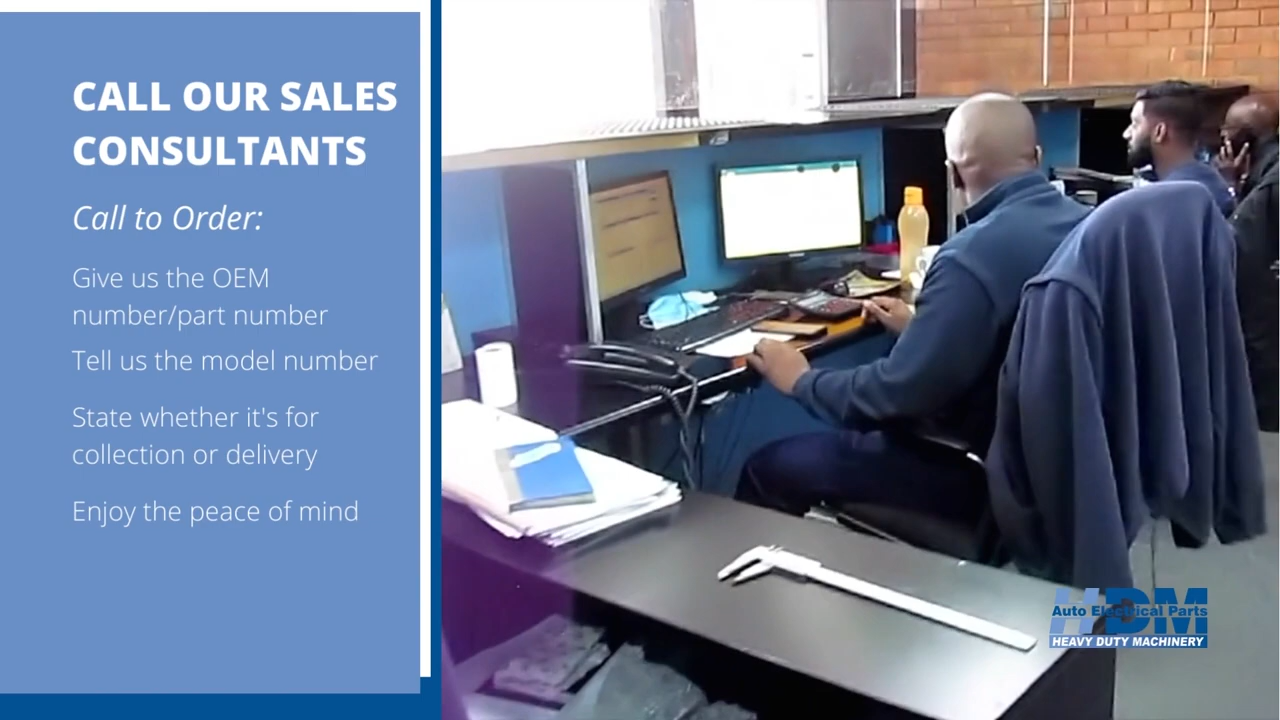 CALL OUR SALES
CONSULTANTS
Call to Order:
Give us the OEM
number/part number
Tell us the model number
State whether it's for
collection or delivery
Enjoy the peace of mind
HDM
Auto Electrical Parts
HEAVY DUTY MACHINERY